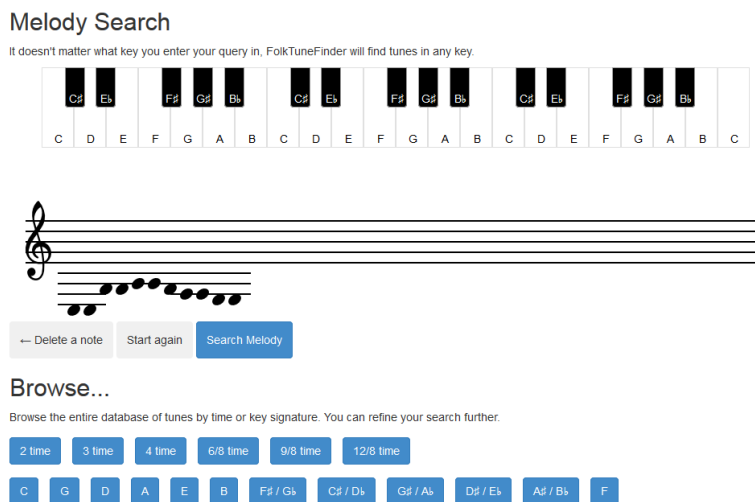 Melody Search
It doesn't matter what key you enter your query in, FolkTuneFinder will find tunes in any key.
C♯ E♭ F♯ G♯ B♭ C♯ E♭ F♯ G♯ B♭ C♯ E♭ F♯ G♯ B♭
C D E F G A B C D E F G A B C D E F G A B C
← Delete a note Start again Search Melody
Browse...
Browse the entire database of tunes by time or key signature. You can refine your search further.
2 time 3 time 4 time 6/8 time 9/8 time 12/8 time
C G D A E B F♯ / G♭ C♯ / D♭ G♯ / A♭ D♯ / E♭ A♯ / B♭ F